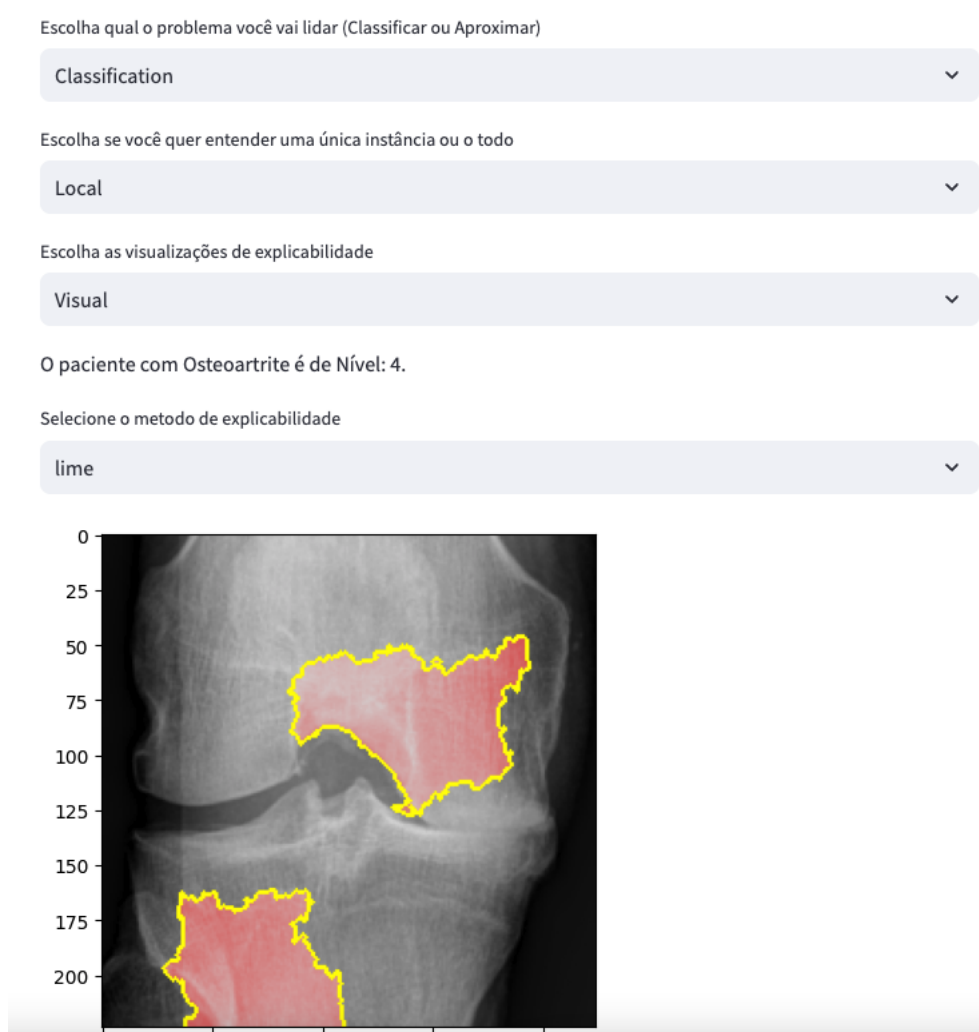 Escolha qual o problema você vai lidar (Classificar ou Aproximar)
Classification
Escolha se você quer entender uma única instância ou o todo
Local
Escolha as visualizações de explicabilidade
Visual
O paciente com Osteoartrite é de Nível: 4.
Selecione o metodo de explicabilidade
lime
0
25
50
75
100
125
150
175
200